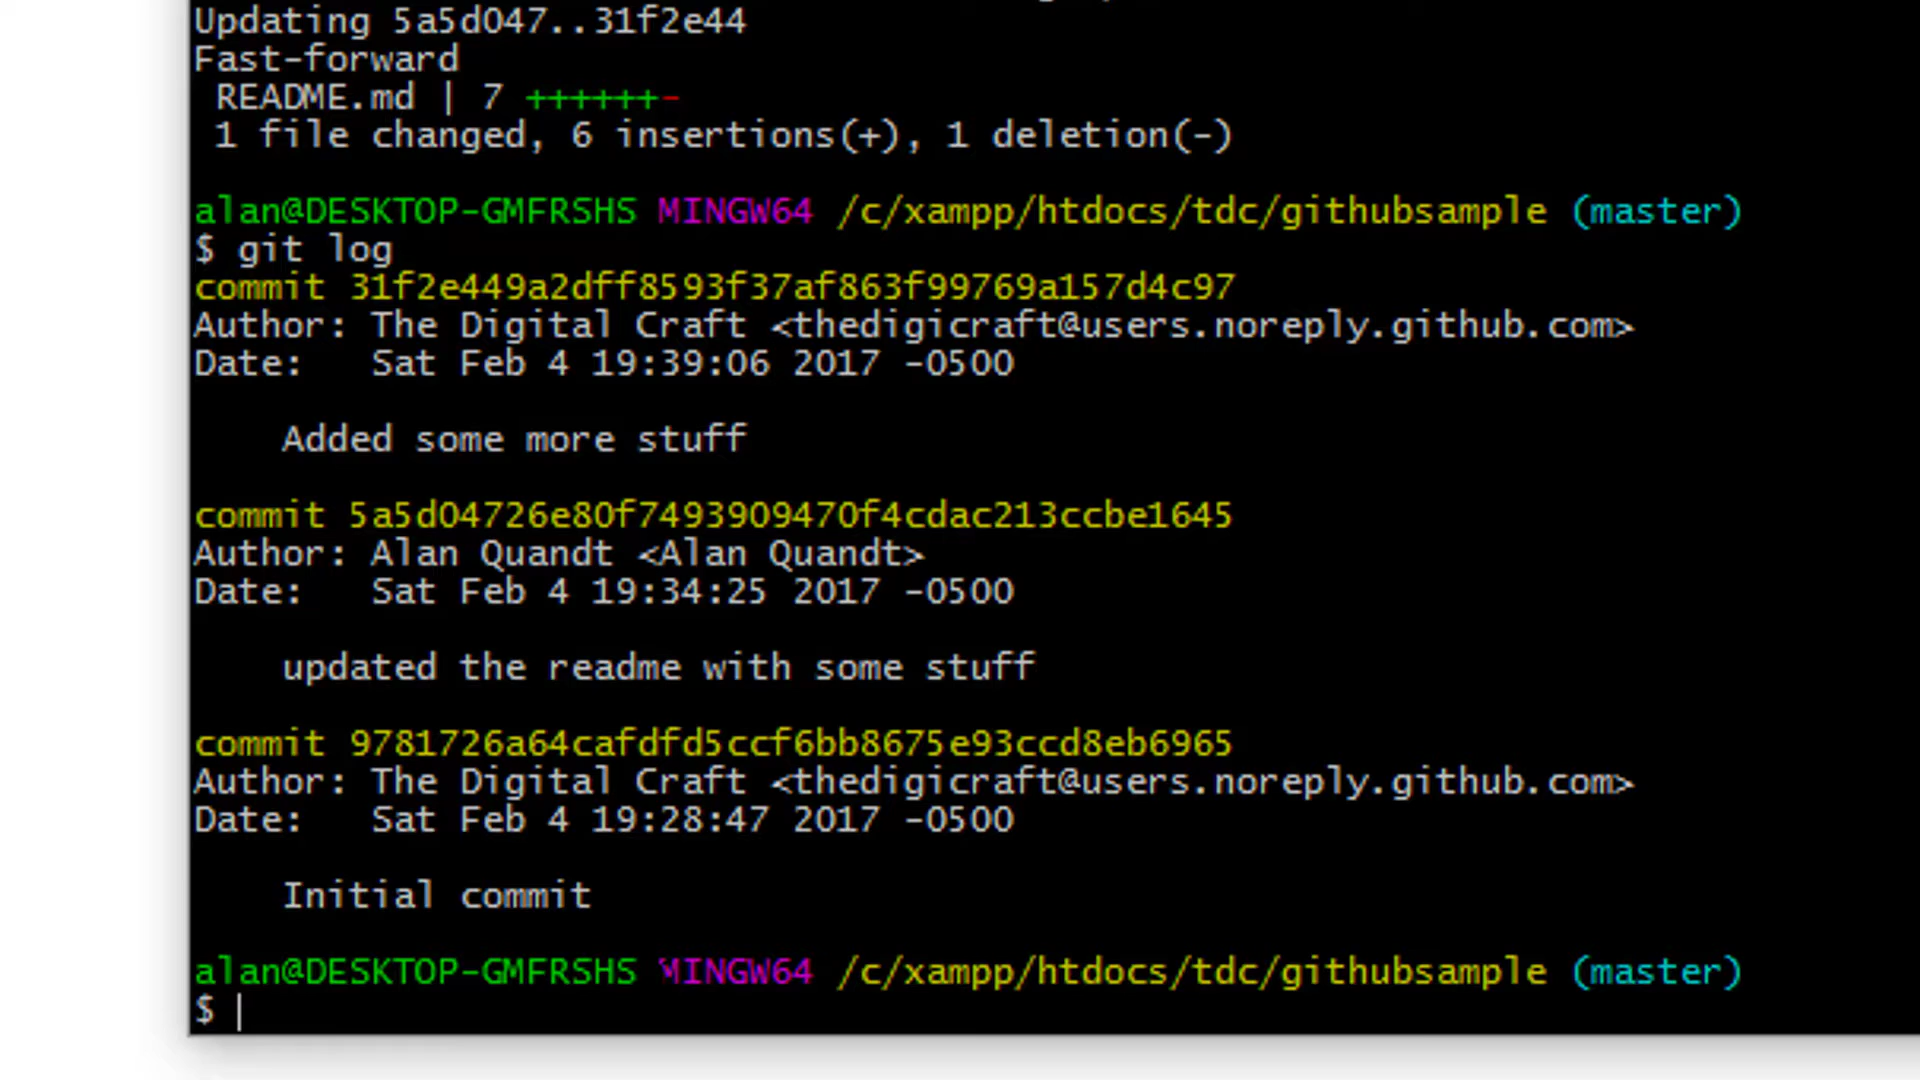 Updating 5a5d047..31f2e44
Fast-forward
README.md | 7 ++++++-
1 file changed, 6 insertions(+), 1 deletion(-)
alan@DESKTOP-GMFRSHS MINGW64 /c/xampp/htdocs/tdc/githubsample (master)
$ git log
commit 31f2e449a2dff8593f37af863f99769a157d4c97
Author: The Digital Craft <thedigicraft@users.noreply.github.com>
Date:   Sat Feb 4 19:39:06 2017 -0500
Added some more stuff
commit 5a5d04726e80f7493909470f4cdac213ccbe1645
Author: Alan Quandt <Alan Quandt>
Date:   Sat Feb 4 19:34:25 2017 -0500
updated the readme with some stuff
commit 9781726a64cafdfd5ccf6bb8675e93ccd8eb6965
Author: The Digital Craft <thedigicraft@users.noreply.github.com>
Date:   Sat Feb 4 19:28:47 2017 -0500
Initial commit
alan@DESKTOP-GMFRSHS MINGW64 /c/xampp/htdocs/tdc/githubsample (master)
$